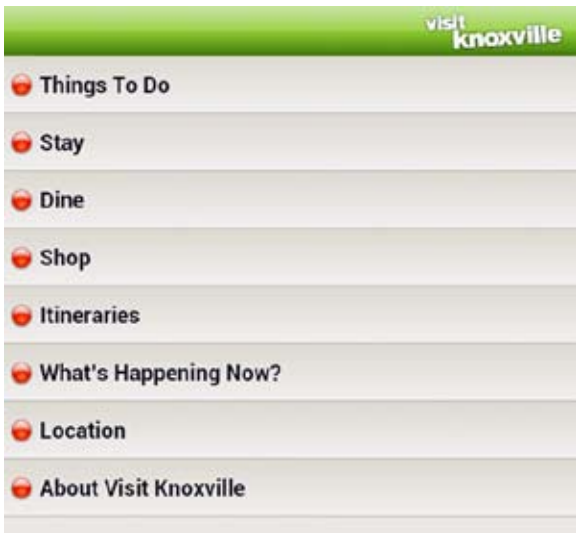 visit
knoxville
Things To Do
Stay
Dine
Shop
Itineraries
What's Happening Now?
Location
About Visit Knoxville